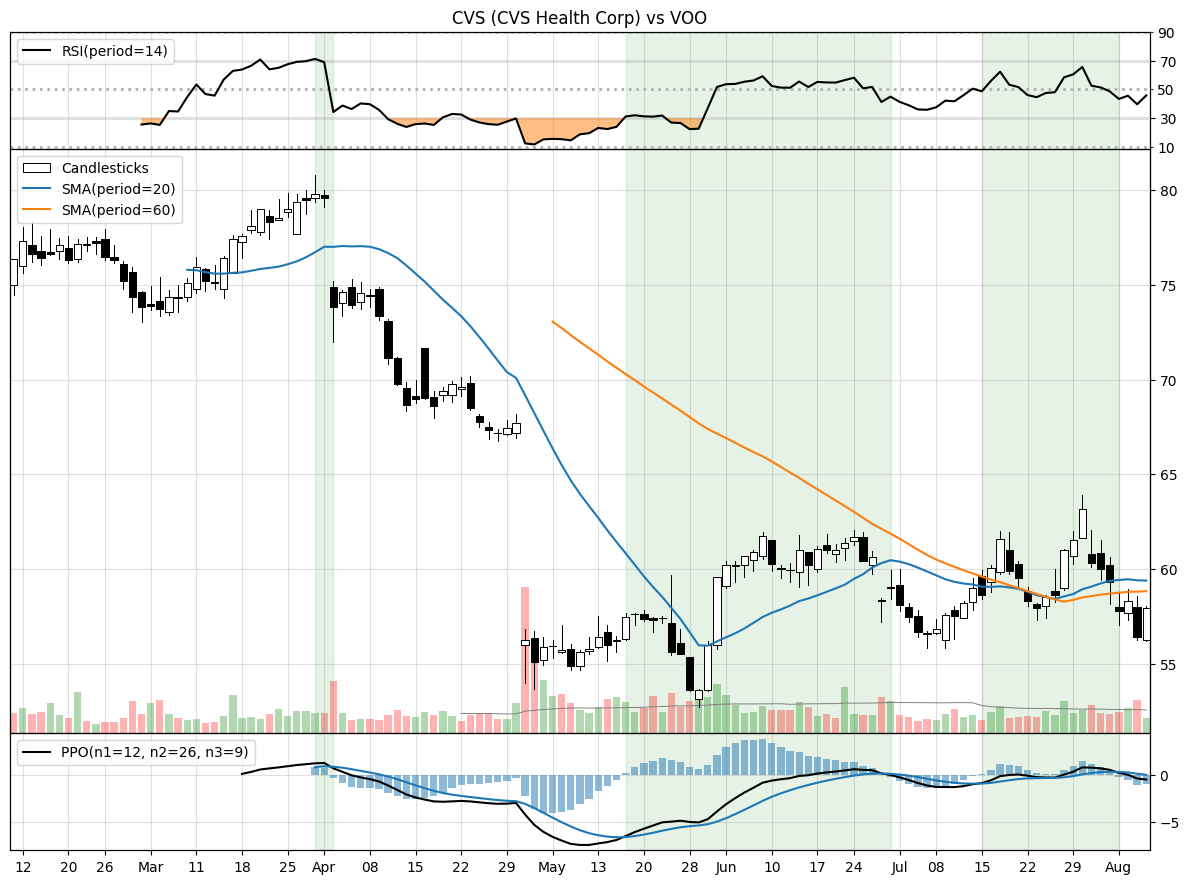 CVS (CVS Health Corp) vs VOO
RSI(period=14)
90
70
50
30
10
Candlesticks
SMA(period=20)
SMA(period=60)
80
75
70
65
60
55
PPO(n1=12, n2=26, n3=9)
0
−5
12 20 26 Mar 11 18 25 Apr 08 15 22 29 May 13 20 28 Jun 10 17 24 Jul 08 15 22 29 Aug